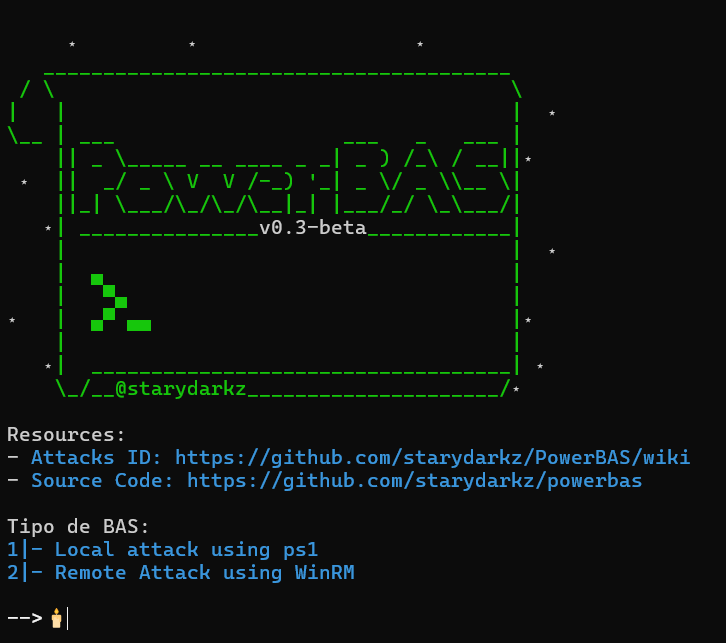 PowerBAS
v0.3-beta
>_
@starydarkz
Resources:
- Attacks ID: https://github.com/starydarkz/PowerBAS/wiki
- Source Code: https://github.com/starydarkz/powerbas
Tipo de BAS:
1|- Local attack using ps1
2|- Remote Attack using WinRM
-->